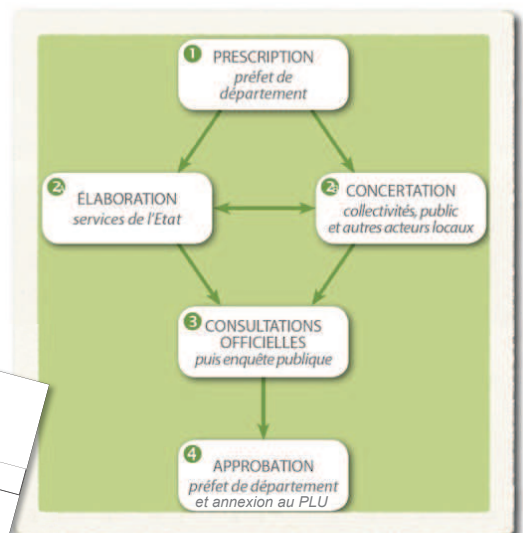 1 PRESCRIPTION
préfet de
département
2A ÉLABORATION
services de l'Etat
2B CONCERTATION
collectivités, public
et autres acteurs locaux
3 CONSULTATIONS
OFFICIELLES
puis enquête publique
4 APPROBATION
préfet de département
et annexion au PLU